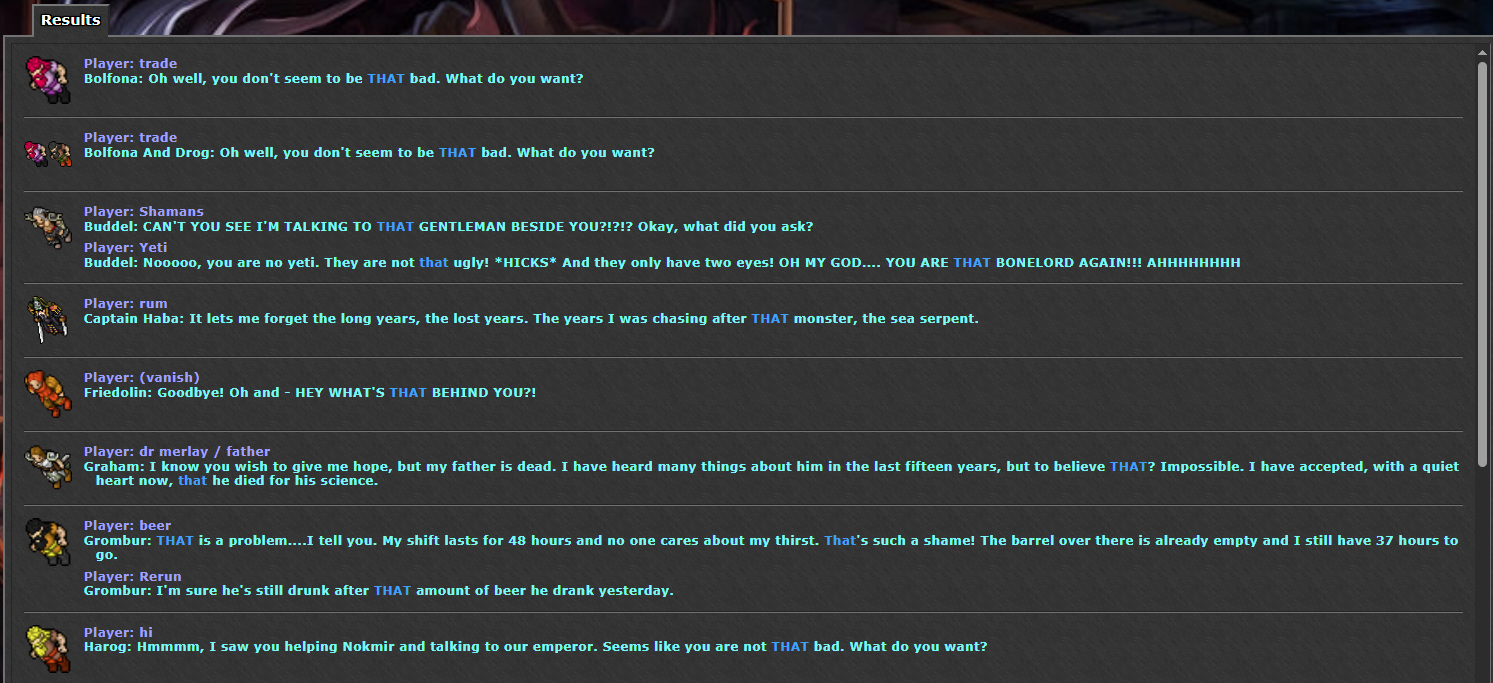 Results
Player: trade
Bolfona: Oh well, you don't seem to be THAT bad. What do you want?
Player: trade
Bolfona And Drog: Oh well, you don't seem to be THAT bad. What do you want?
Player: Shamans
Buddel: CAN'T YOU SEE I'M TALKING TO THAT GENTLEMAN BESIDE YOU?!?!? Okay, what did you ask?
Player: Yeti
Buddel: Nooooo, you are no yeti. They are not that ugly! *HICKS* And they only have two eyes! OH MY GOD.... YOU ARE THAT BONELORD AGAIN!!! AHHHHHHHH
Player: rum
Captain Haba: It lets me forget the long years, the lost years. The years I was chasing after THAT monster, the sea serpent.
Player: (vanish)
Friedolin: Goodbye! Oh and - HEY WHAT'S THAT BEHIND YOU?!
Player: dr merlay / father
Graham: I know you wish to give me hope, but my father is dead. I have heard many things about him in the last fifteen years, but to believe THAT? Impossible. I have accepted, with a quiet
heart now, that he died for his science.
Player: beer
Grombur: THAT is a problem....I tell you. My shift lasts for 48 hours and no one cares about my thirst. That's such a shame! The barrel over there is already empty and I still have 37 hours to
go.
Player: Rerun
Grombur: I'm sure he's still drunk after THAT amount of beer he drank yesterday.
Player: hi
Harog: Hmmmm, I saw you helping Nokmir and talking to our emperor. Seems like you are not THAT bad. What do you want?